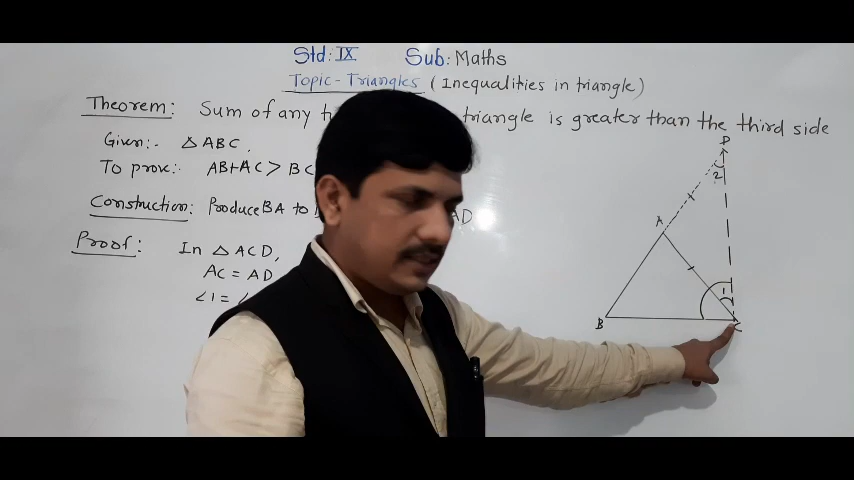 Std: IX Sub: Maths
Topic- Triangles (Inequalities in triangle)
Theorem: Sum of any triangle is greater than the third side
Given:- △ ABC,
To prove:- AB+AC > BC
Construction: Produce BA to AD
Proof: In △ ACD,
AC = AD
∠1 = ∠
D
2
A
1
B
C